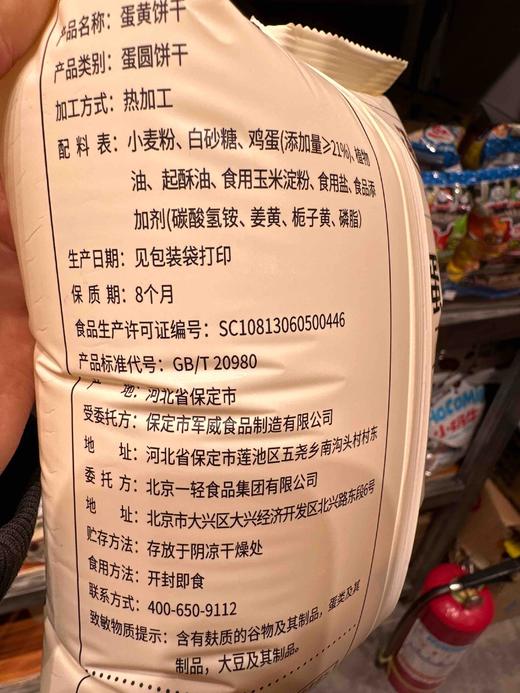 产品名称：蛋黄饼干
产品类别：蛋圆饼干
加工方式：热加工
配 料 表：小麦粉、白砂糖、鸡蛋(添加量≥21%)、植物
油、起酥油、食用玉米淀粉、食用盐、食品添
加剂(碳酸氢铵、姜黄、栀子黄、磷脂)
生产日期：见包装袋打印
保 质 期：8个月
食品生产许可证编号：SC10813060500446
产品标准代号：GB/T 20980
产 地：河北省保定市
受委托方：保定市军威食品制造有限公司
地 址：河北省保定市莲池区五尧乡南沟头村村东
委 托 方：北京一轻食品集团有限公司
地 址：北京市大兴区大兴经济开发区北兴路东段6号
贮存方法：存放于阴凉干燥处
食用方法：开封即食
联系方式：400-650-9112
致敏物质提示：含有麸质的谷物及其制品，蛋类及其
制品，大豆及其制品。